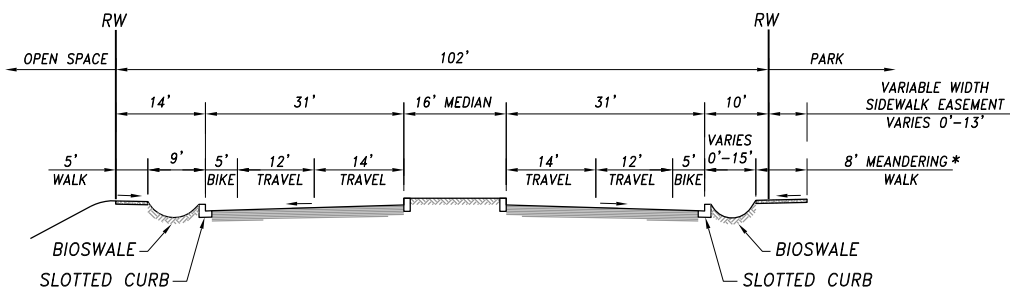 RW RW
OPEN SPACE 102' PARK
14' 31' 16' MEDIAN 31' 10' VARIABLE WIDTH
SIDEWALK EASEMENT
VARIES 0'-13'
5' 9' 5' 12' 14' 14' 12' 5' VARIES
0'-15' 8' MEANDERING *
WALK BIKE TRAVEL TRAVEL TRAVEL TRAVEL BIKE WALK
BIOSWALE BIOSWALE
SLOTTED CURB SLOTTED CURB